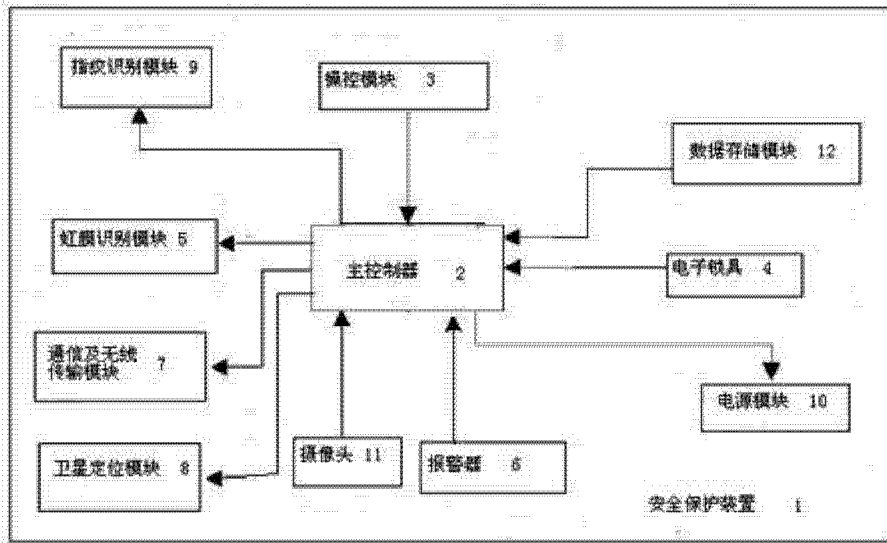 指纹识别模块 9
操控模块 3
数据存储模块 12
虹膜识别模块 5
主控制器 2
电子锁具 4
通信及无线
传输模块 7
电源模块 10
摄像头 11
报警器 6
卫星定位模块 8
安全保护装置 1